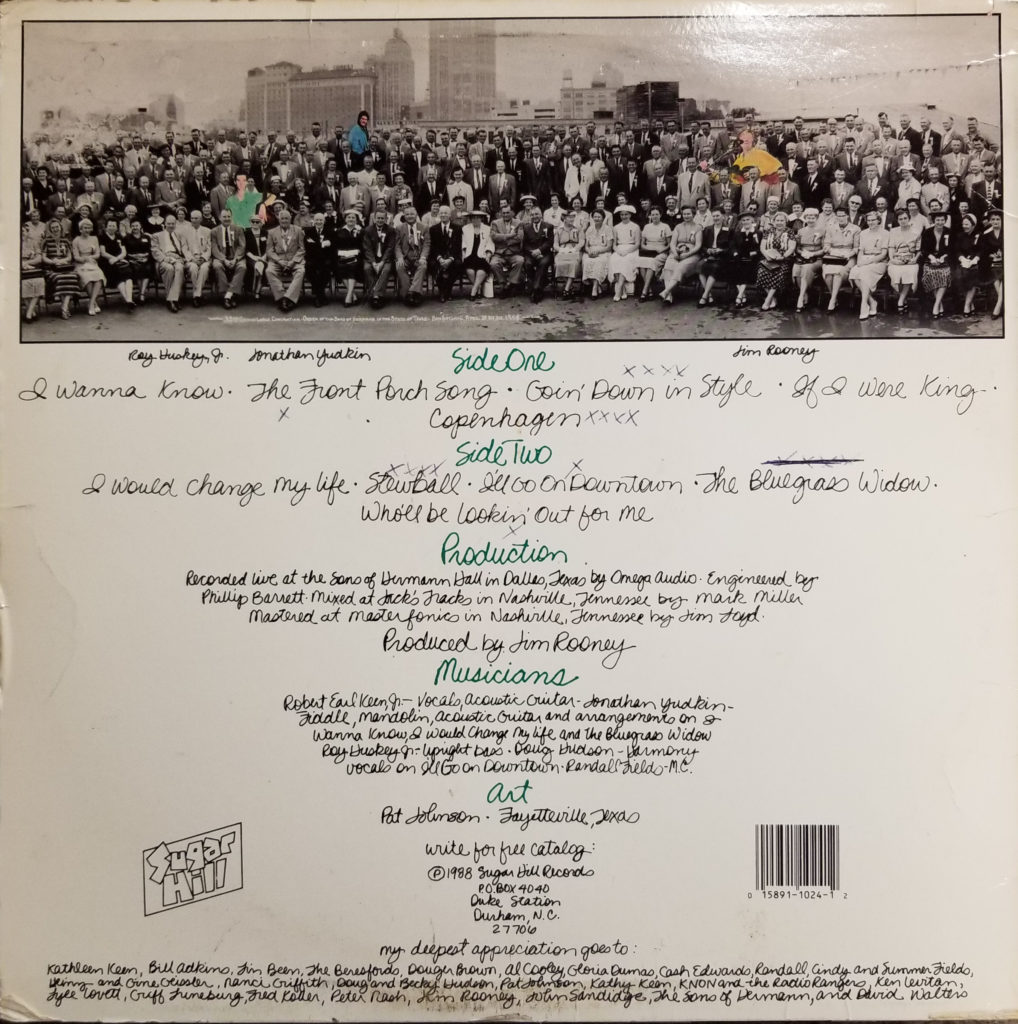 Roy Huskey, Jr. Jonathan Yudkin Jim Rooney
Side One
I Wanna Know · The Front Porch Song · Goin' Down in Style · If I Were King ·
Copenhagen
Side Two
I would change my life · Stewball · I'll Go On Downtown · The Bluegrass Widow ·
Who'll be lookin' Out for me
Production
Recorded live at the Sons of Hermann Hall in Dallas, Texas by Omega Audio · Engineered by
Phillip Barrett · Mixed at Jack's Tracks in Nashville, Tennessee by Mark Miller
Mastered at Masterfonics in Nashville, Tennessee by Jim Loyd.
Produced by Jim Rooney
Musicians
Robert Earl Keen, Jr. – Vocals, Acoustic Guitar – Jonathan Yudkin –
Fiddle, Mandolin, Acoustic Guitar and arrangements on I
Wanna Know, I would Change My life and the Bluegrass Widow
Roy Huskey Jr. – Upright bass · Doug Hudson – Harmony
vocals on I'll Go on Downtown · Randall Fields – M.C.
Art
Pat Johnson · Fayetteville, Texas
Sugar
Hill
write for free catalog:
Ⓟ 1988 Sugar Hill Records
P.O. BOX 4040
Duke Station
Durham, N.C.
27706
0 15891-1024-1 2
my deepest appreciation goes to:
Kathleen Keen, Bill Adkins, Jim Been, The Beresfords, Danger Brown, Al Cooley, Gloria Dumas, Cash Edwards, Randall, Cindy and Summer Fields,
Heinz and Anne Geissler, Nanci Griffith, Doug and Becky Hudson, Pat Johnson, Kathy Keen, KNON and the Radio Rangers, Ken Levitan,
Lyle Lovett, Griff Luneburg, Fred Koller, Peter Nash, Jim Rooney, John Sandidge, The Sons of Hermann, and David Walters